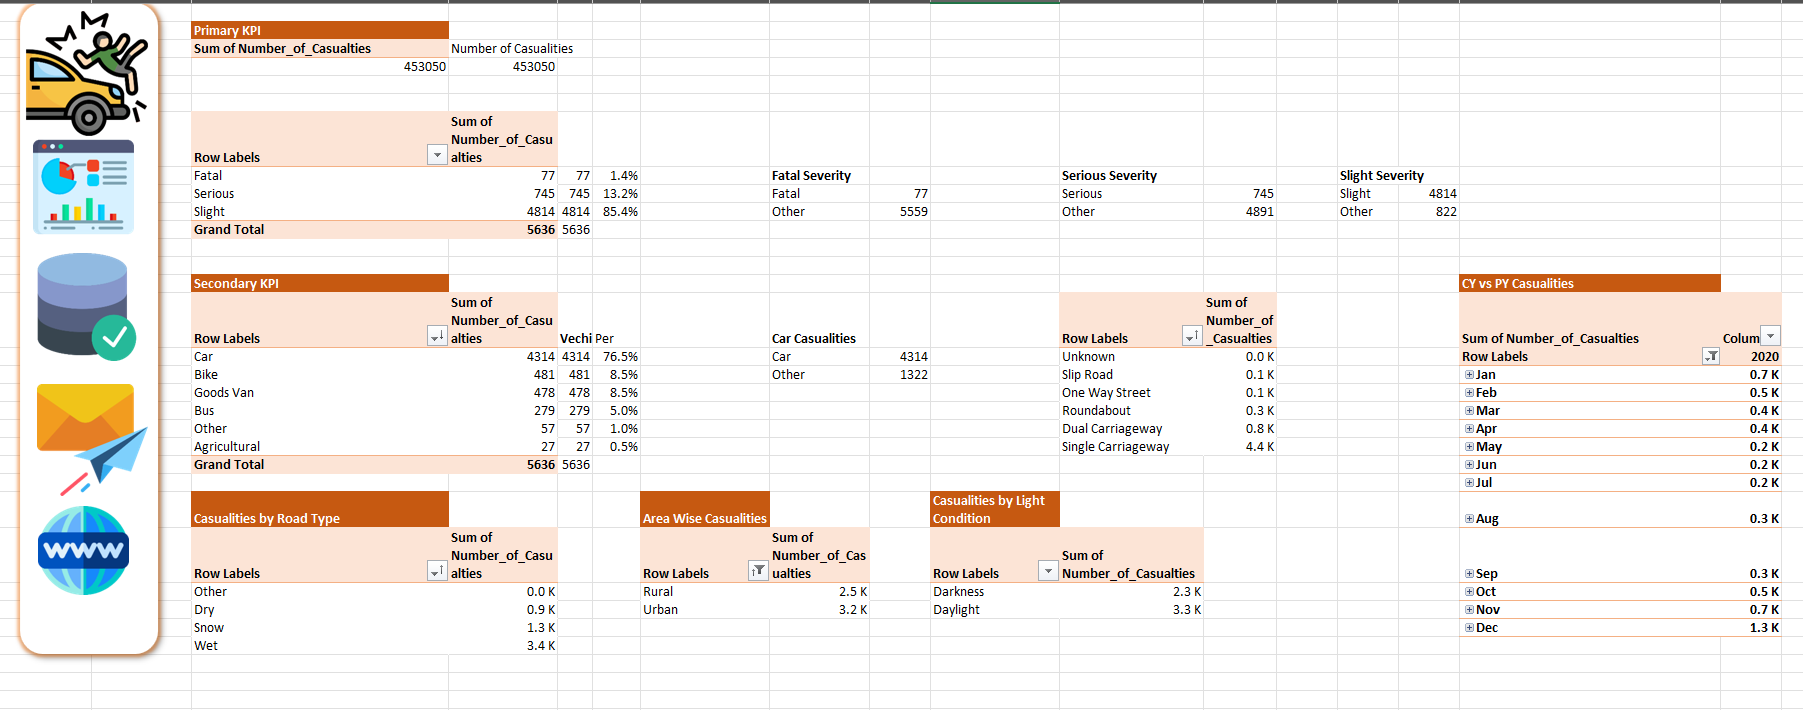 Primary KPI
Sum of Number_of_Casualties Number of Casualities
453050 453050
Sum of
Number_of_Casu
Row Labels alties
Fatal 77 77 1.4% Fatal Severity Serious Severity Slight Severity
Serious 745 745 13.2% Fatal 77 Serious 745 Slight 4814
Slight 4814 4814 85.4% Other 5559 Other 4891 Other 822
Grand Total 5636 5636
Secondary KPI CY vs PY Casualities
Sum of Sum of
Number_of_Casu Number_of
Row Labels alties Vechi Per Car Casualities Row Labels _Casualties Sum of Number_of_Casualties Colum
Car 4314 4314 76.5% Car 4314 Unknown 0.0 K Row Labels 2020
Bike 481 481 8.5% Other 1322 Slip Road 0.1 K Jan 0.7 K
Goods Van 478 478 8.5% One Way Street 0.1 K Feb 0.5 K
Bus 279 279 5.0% Roundabout 0.3 K Mar 0.4 K
Other 57 57 1.0% Dual Carriageway 0.8 K Apr 0.4 K
Agricultural 27 27 0.5% Single Carriageway 4.4 K May 0.2 K
Grand Total 5636 5636 Jun 0.2 K
Jul 0.2 K
Casualities by Light
Casualities by Road Type Area Wise Casualities Condition Aug 0.3 K
Sum of Sum of
Number_of_Casu Number_of_Cas Sum of
Row Labels alties Row Labels ualties Row Labels Number_of_Casualties Sep 0.3 K
Other 0.0 K Rural 2.5 K Darkness 2.3 K Oct 0.5 K
Dry 0.9 K Urban 3.2 K Daylight 3.3 K Nov 0.7 K
Snow 1.3 K Dec 1.3 K
Wet 3.4 K
WWW